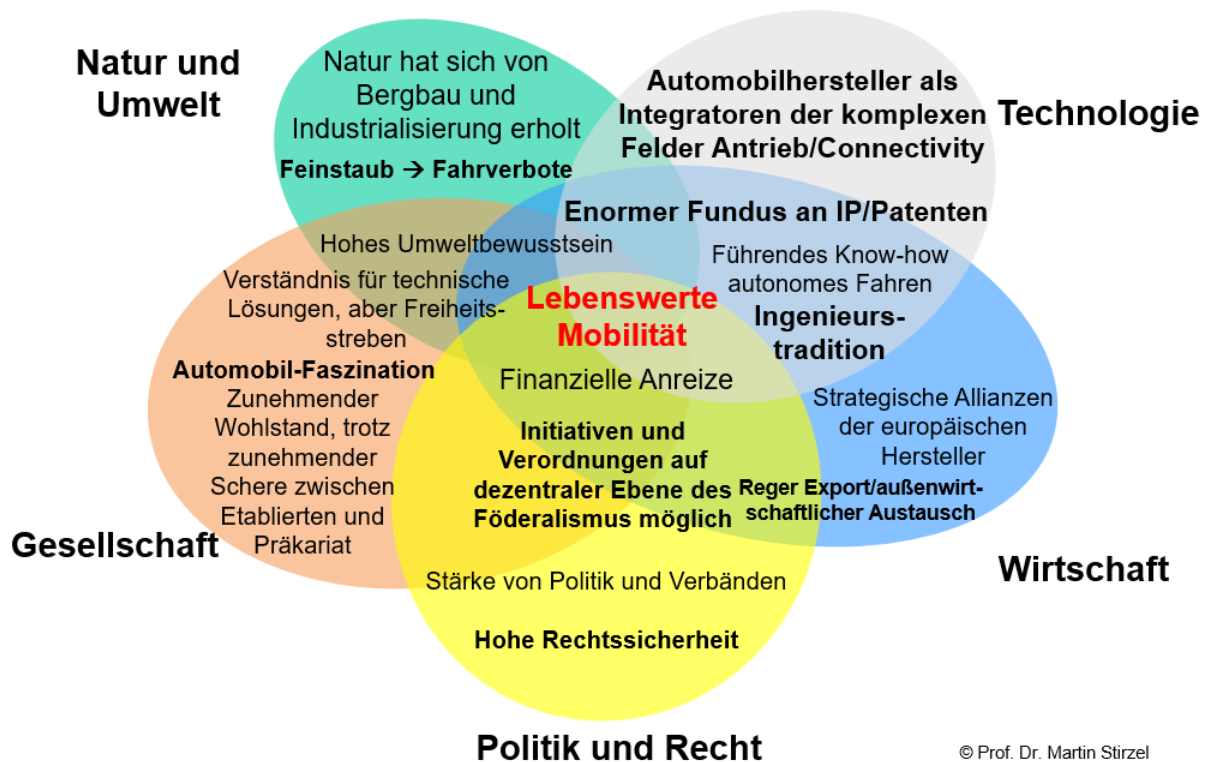 Natur und
Umwelt
Natur hat sich von
Bergbau und
Industrialisierung erholt
Feinstaub → Fahrverbote
Automobilhersteller als
Integratoren der komplexen
Felder Antrieb/Connectivity
Technologie
Enormer Fundus an IP/Patenten
Führendes Know-how
autonomes Fahren
Ingenieurs-
tradition
Hohes Umweltbewusstsein
Verständnis für technische
Lösungen, aber Freiheits-
streben
Automobil-Faszination
Zunehmender
Wohlstand, trotz
zunehmender
Schere zwischen
Etablierten und
Präkariat
Gesellschaft
Lebenswerte
Mobilität
Finanzielle Anreize
Initiativen und
Verordnungen auf
dezentraler Ebene des
Föderalismus möglich
Strategische Allianzen
der europäischen
Hersteller
Reger Export/außenwirt-
schaftlicher Austausch
Wirtschaft
Stärke von Politik und Verbänden
Hohe Rechtssicherheit
Politik und Recht
© Prof. Dr. Martin Stirzel